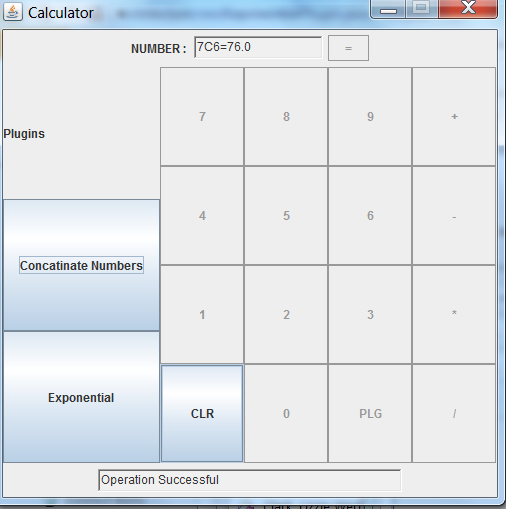 Calculator
NUMBER : 7C6=76.0 =
Plugins
7 8 9 +
4 5 6 -
Concatinate Numbers
1 2 3 *
Exponential
CLR 0 PLG /
Operation Successful